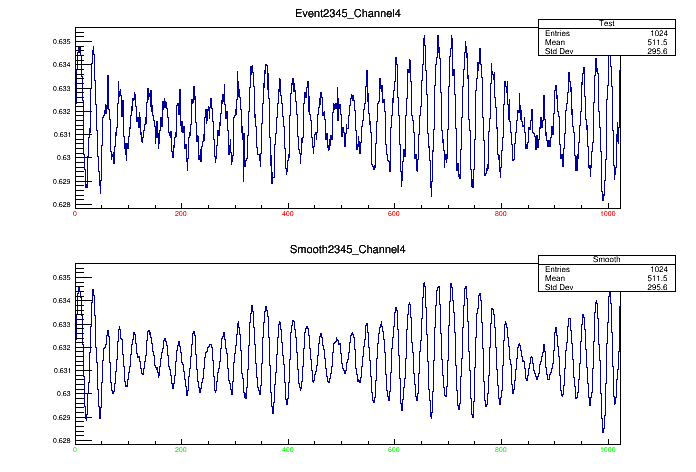 Event2345_Channel4
Test
Entries 1024
Mean 511.5
Std Dev 295.6
0.635
0.634
0.633
0.632
0.631
0.63
0.629
0.628
0 200 400 600 800 1000
Smooth2345_Channel4
Smooth
Entries 1024
Mean 511.5
Std Dev 295.6
0.635
0.634
0.633
0.632
0.631
0.63
0.629
0.628
0 200 400 600 800 1000